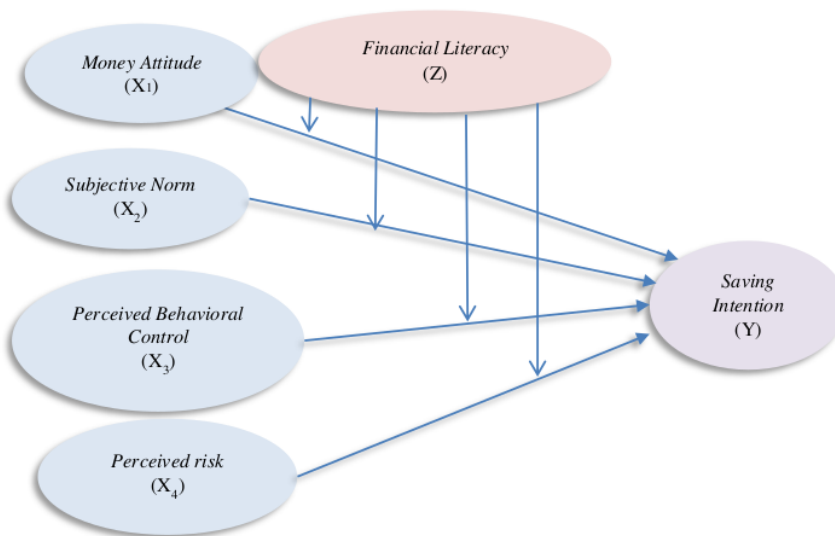 Money Attitude
(X1)
Financial Literacy
(Z)
Subjective Norm
(X2)
Perceived Behavioral
Control
(X3)
Perceived risk
(X4)
Saving
Intention
(Y)